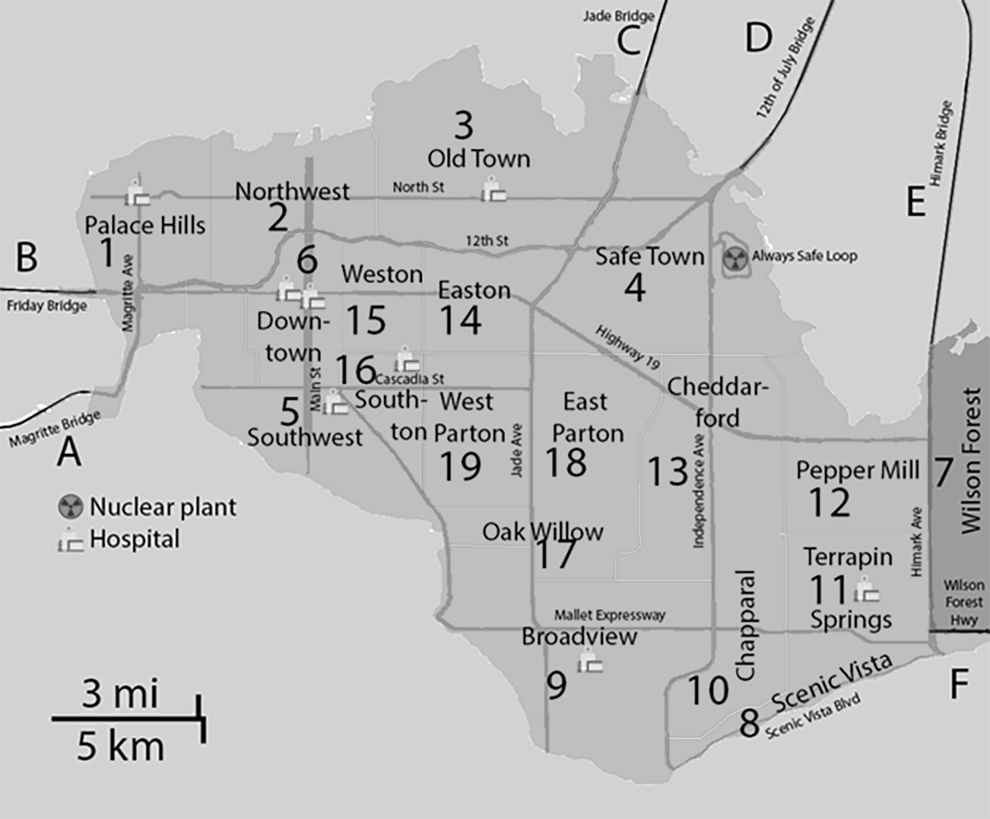 Jade Bridge
C
D
12th of July Bridge
3
Old Town
Himark Bridge
North St
Northwest
2
E
Palace Hills
1
12th St
B
6
Safe Town
4
Always Safe Loop
Weston
Friday Bridge
Magritte Ave
Easton
Down-
town
15
14
Highway 19
16
Cascadia St
Main St
5
Southwest
South-
ton
West
Parton
19
Jade Ave
East
Parton
18
Cheddar-
ford
13
Independence Ave
Magritte Bridge
A
Pepper Mill
12
7
Wilson Forest
Nuclear plant
Hospital
Oak Willow
17
Himark Ave
Terrapin
11
Springs
Wilson
Forest
Hwy
Chapparal
10
Mallet Expressway
Broadview
9
Scenic Vista
8
Scenic Vista Blvd
F
3 mi
5 km